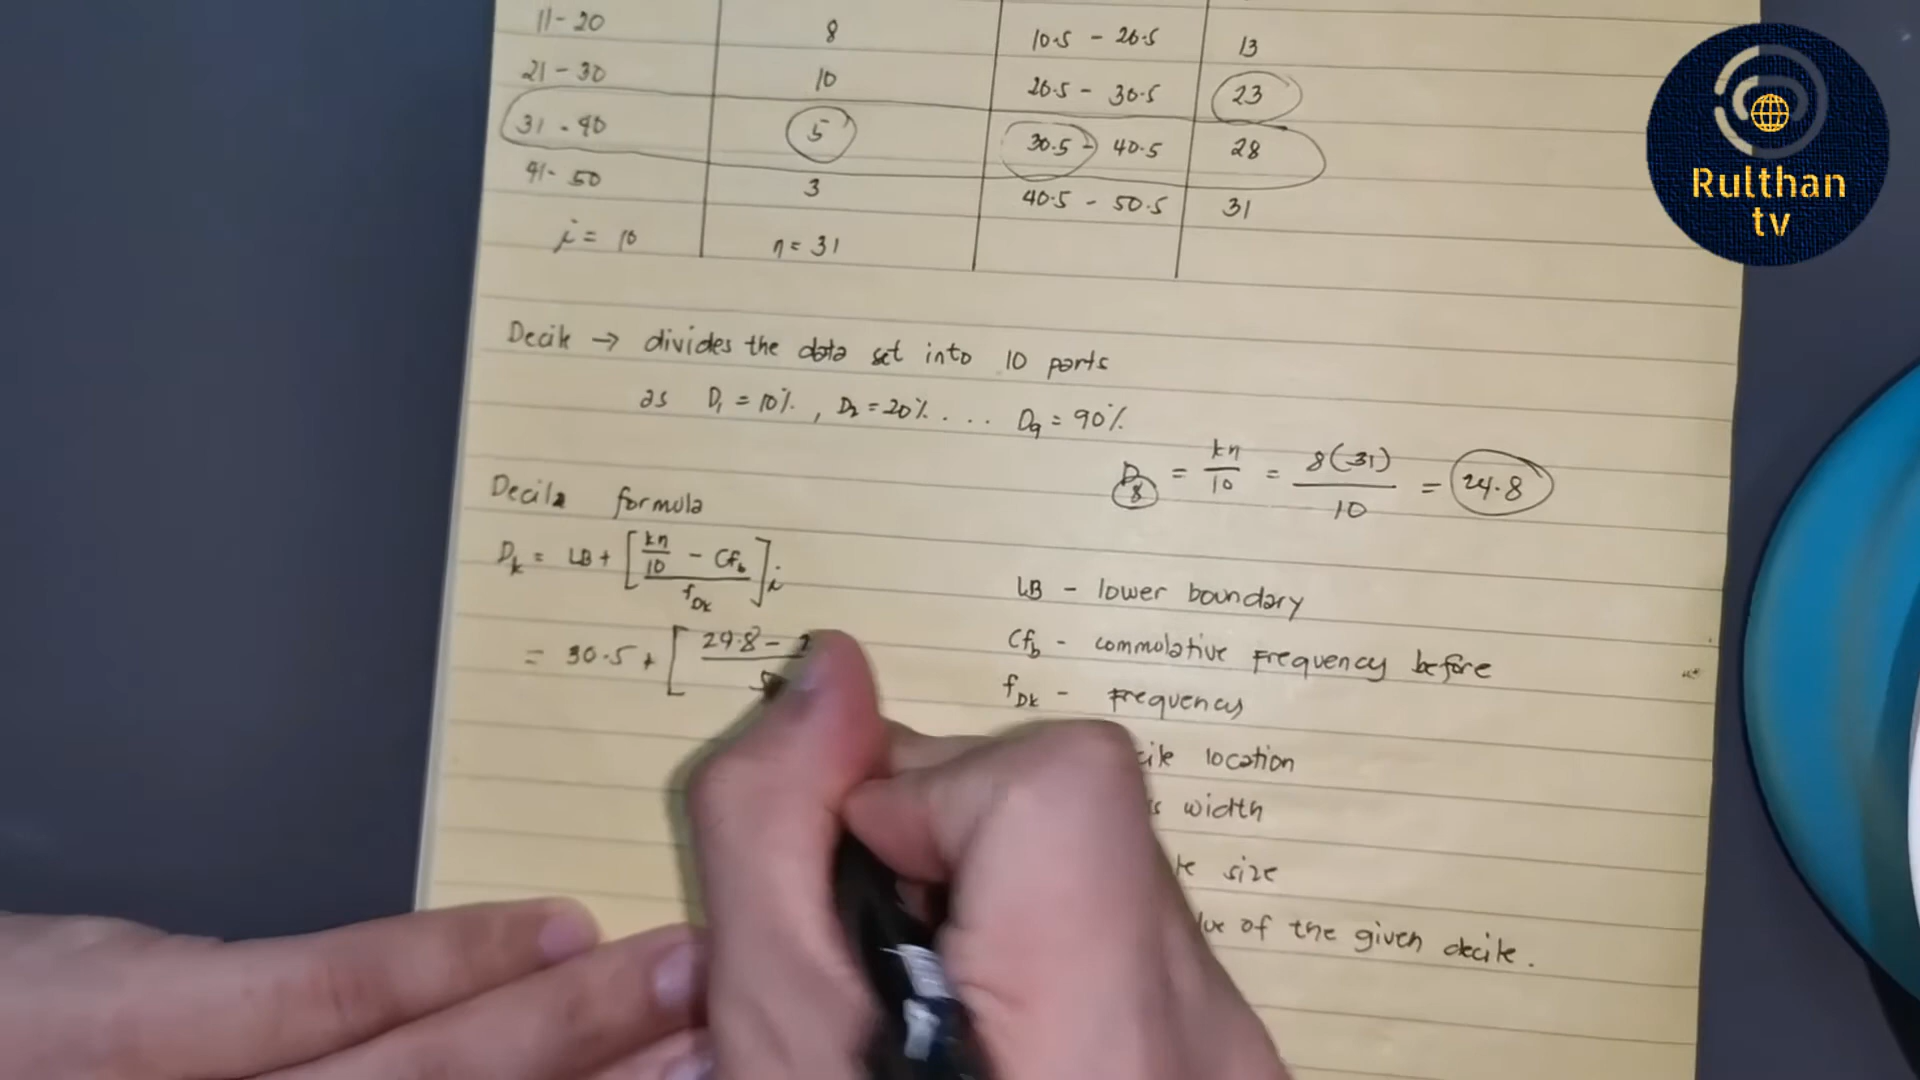 11-20 8 10.5 - 20.5 13
21-30 10 20.5 - 30.5 23
31-40 5 30.5 - 40.5 28
41-50 3 40.5 - 50.5 31
i = 10 n = 31
Decile → divides the data set into 10 parts
as D1 = 10%, D2 = 20% . . . D9 = 90%
D8 = kn/10 = 8(31)/10 = 24.8
Decile formula
Dk = LB + [(kn/10 - Cfb)/fDk] i
= 30.5 + [24.8 - 2 / 5
LB - lower boundary
Cfb - commulative frequency before
fDk - frequency
location
width
size
of the given decile.
Rulthan
tv